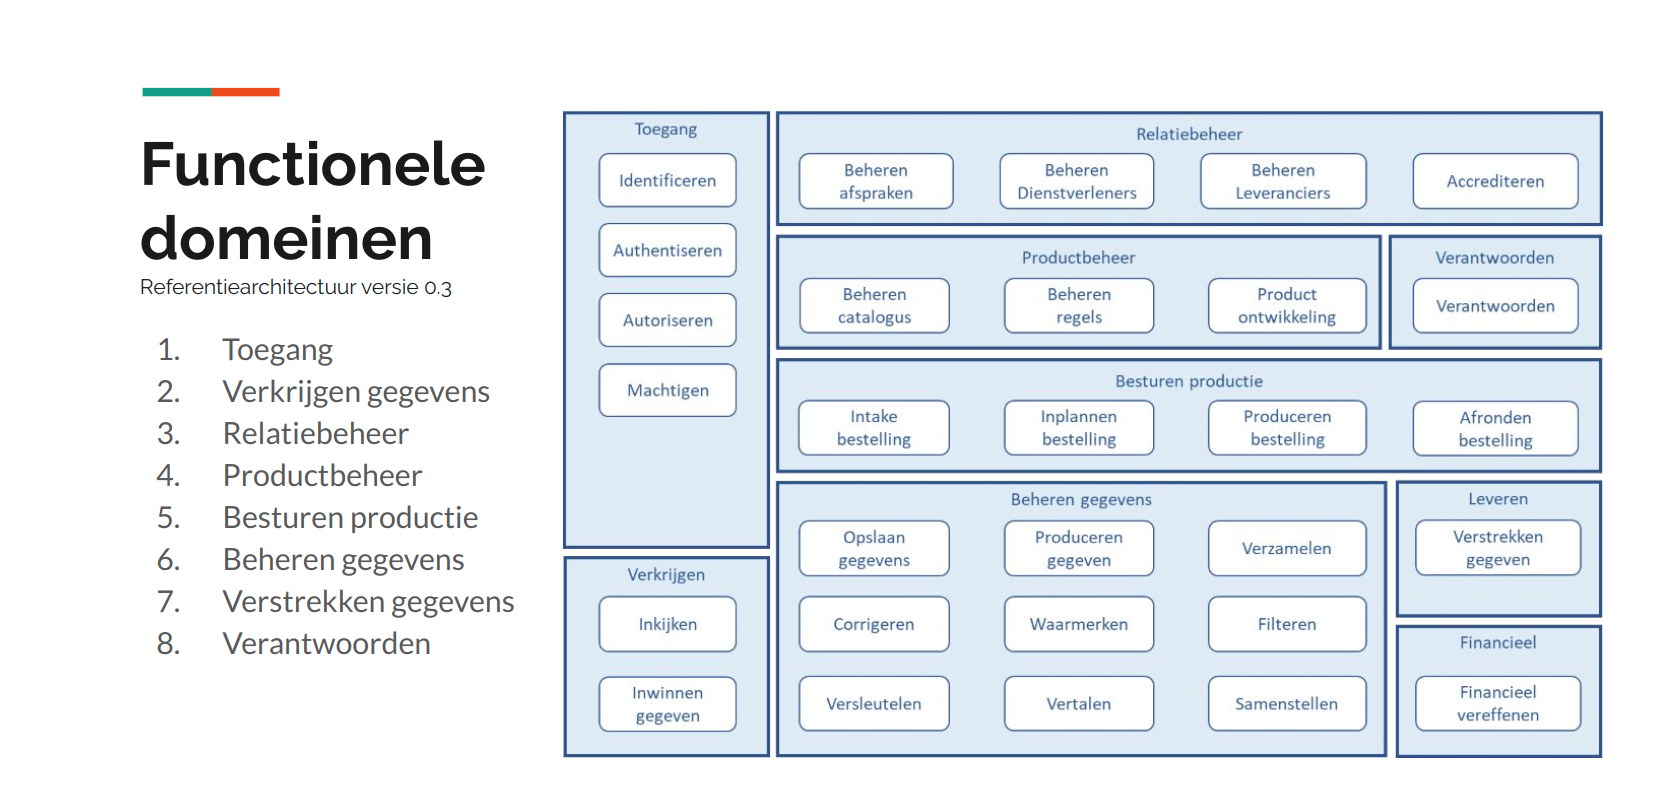 Functionele
domeinen
Referentiearchitectuur versie 0.3
1. Toegang
2. Verkrijgen gegevens
3. Relatiebeheer
4. Productbeheer
5. Besturen productie
6. Beheren gegevens
7. Verstrekken gegevens
8. Verantwoorden
Toegang
Identificeren
Authentiseren
Autoriseren
Machtigen
Verkrijgen
Inkijken
Inwinnen
gegeven
Relatiebeheer
Beheren
afspraken
Beheren
Dienstverleners
Beheren
Leveranciers
Accrediteren
Productbeheer
Beheren
catalogus
Beheren
regels
Product
ontwikkeling
Verantwoorden
Verantwoorden
Besturen productie
Intake
bestelling
Inplannen
bestelling
Produceren
bestelling
Afronden
bestelling
Beheren gegevens
Opslaan
gegevens
Produceren
gegeven
Verzamelen
Corrigeren
Waarmerken
Filteren
Versleutelen
Vertalen
Samenstellen
Leveren
Verstrekken
gegeven
Financieel
Financieel
vereffenen